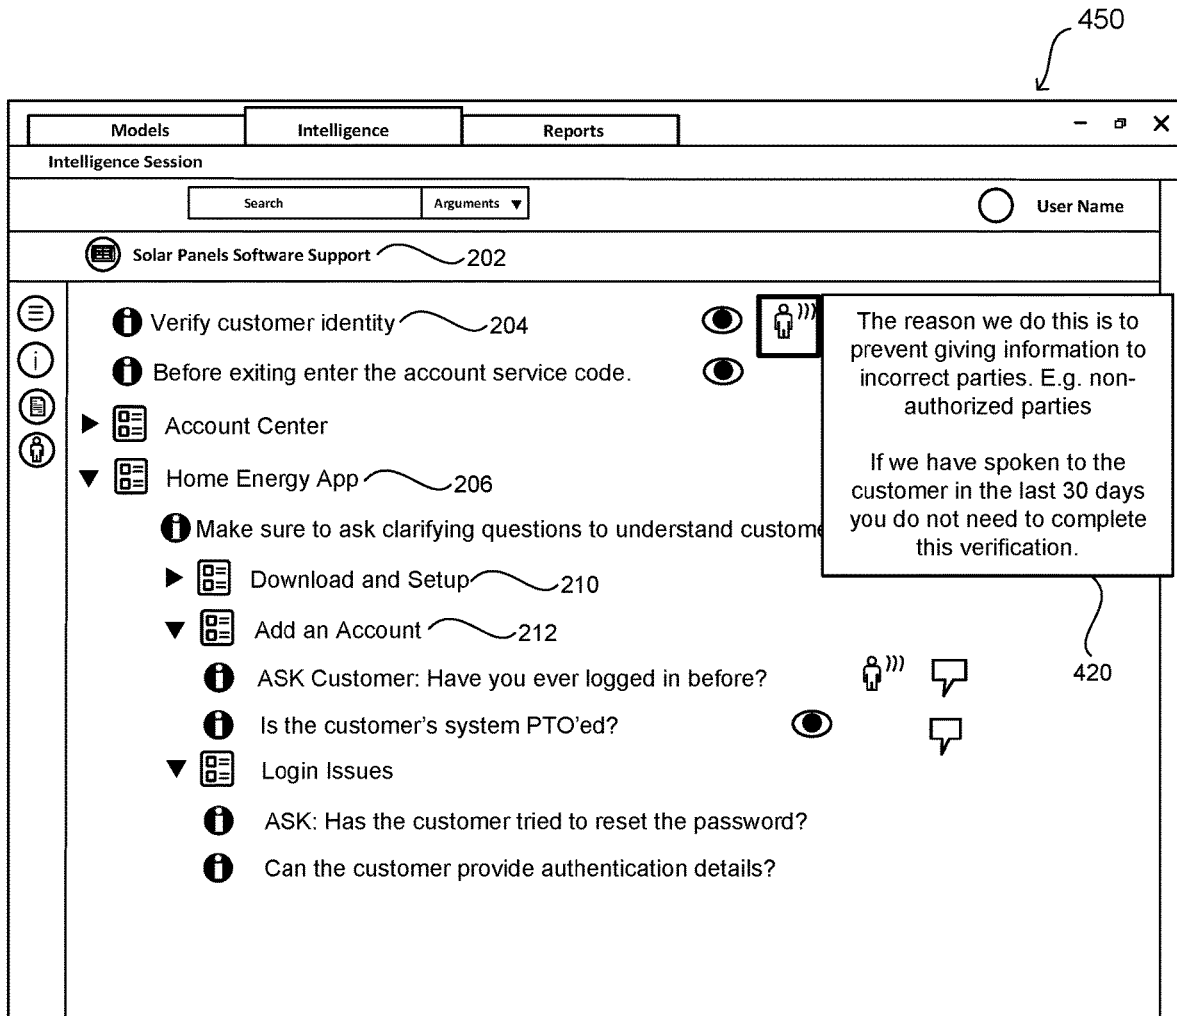 450
Models Intelligence Reports
Intelligence Session
Search Arguments User Name
Solar Panels Software Support 202
Verify customer identity 204
Before exiting enter the account service code.
Account Center
Home Energy App 206
Make sure to ask clarifying questions to understand custome
Download and Setup 210
Add an Account 212
ASK Customer: Have you ever logged in before?
Is the customer's system PTO'ed?
Login Issues
ASK: Has the customer tried to reset the password?
Can the customer provide authentication details?
The reason we do this is to
prevent giving information to
incorrect parties. E.g. non-
authorized parties
If we have spoken to the
customer in the last 30 days
you do not need to complete
this verification.
420